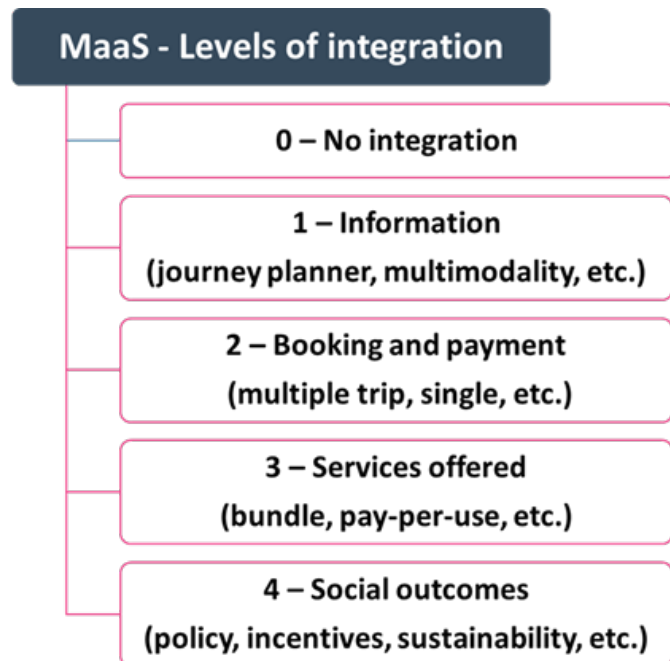 MaaS - Levels of integration
0 – No integration
1 – Information
(journey planner, multimodality, etc.)
2 – Booking and payment
(multiple trip, single, etc.)
3 – Services offered
(bundle, pay-per-use, etc.)
4 – Social outcomes
(policy, incentives, sustainability, etc.)